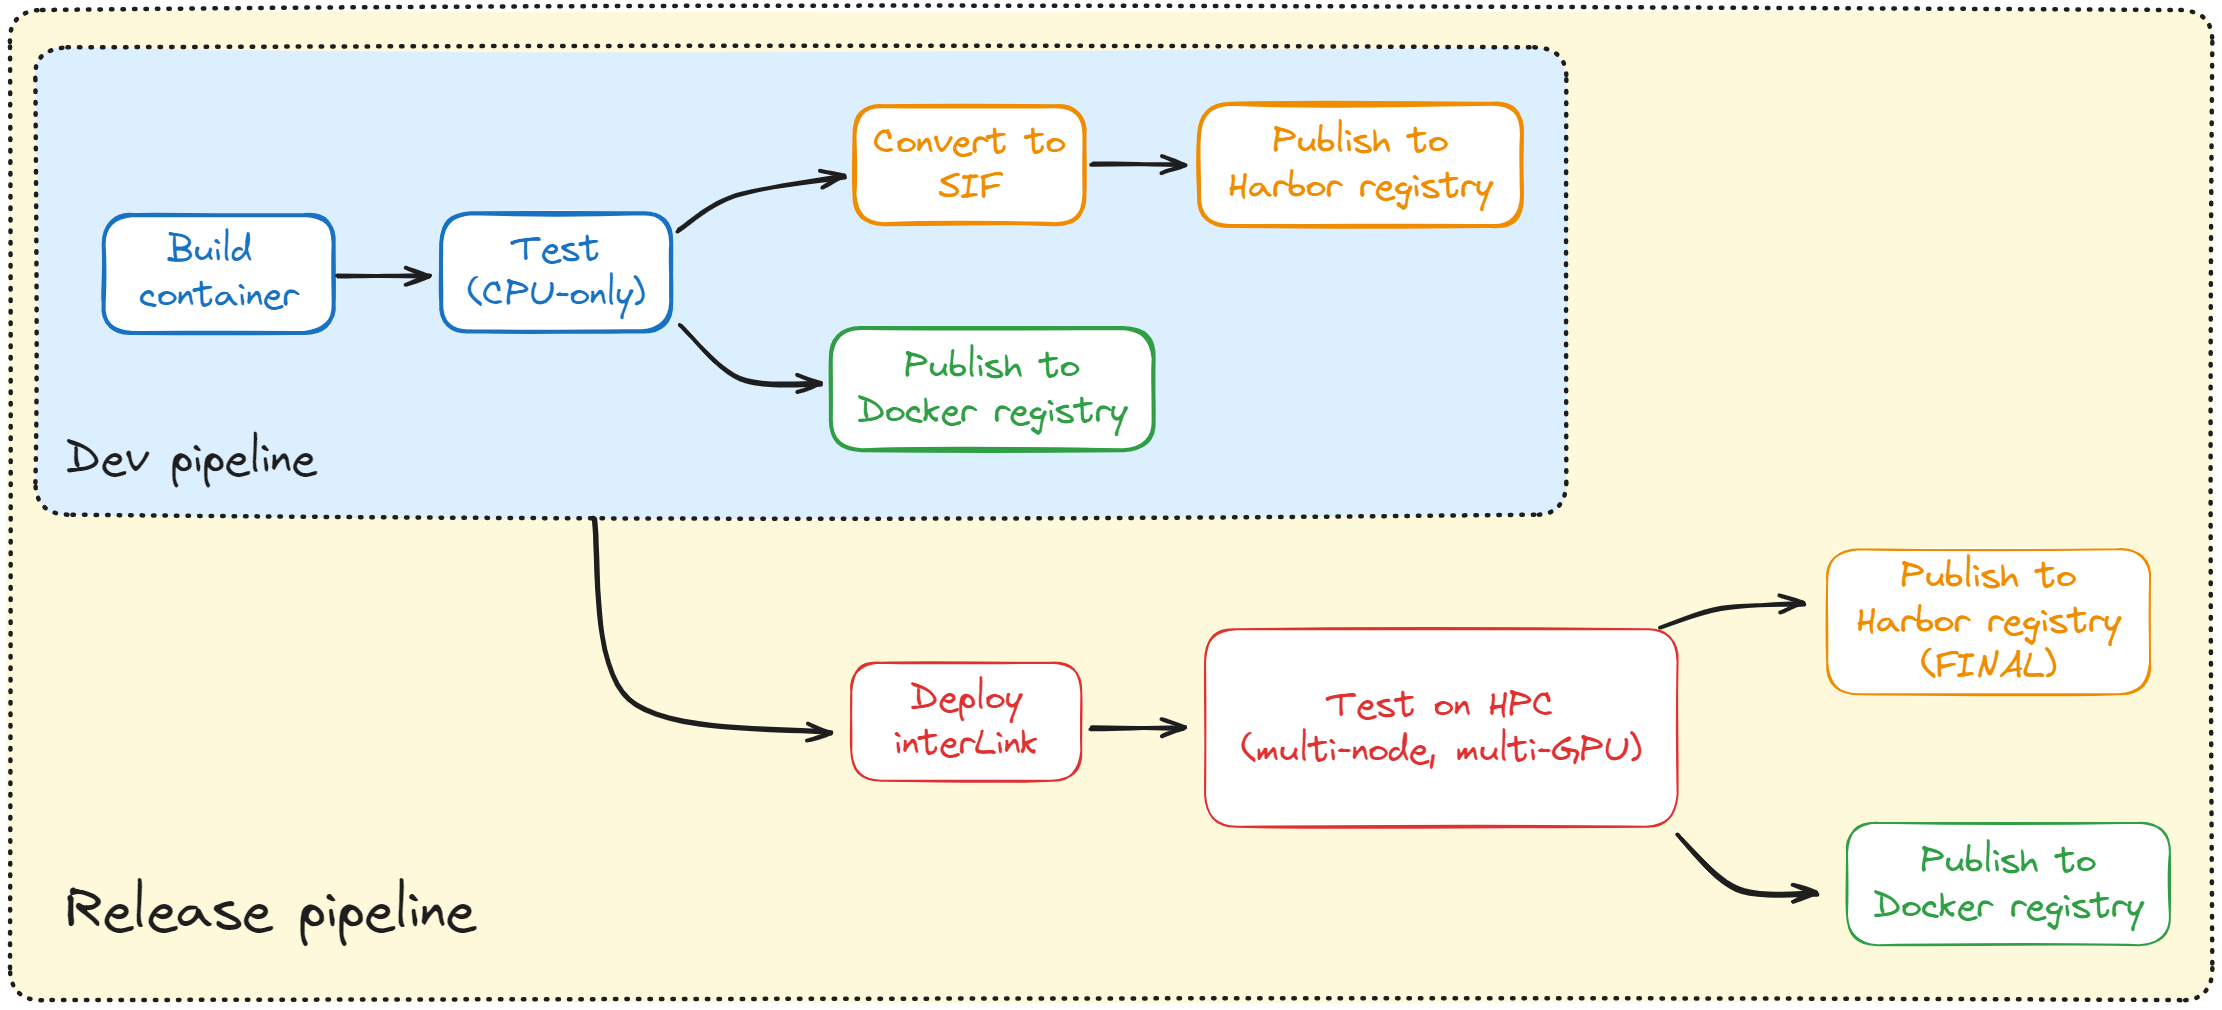 Build
container
Test
(CPU-only)
Convert to
SIF
Publish to
Harbor registry
Publish to
Docker registry
Dev pipeline
Deploy
interLink
Test on HPC
(multi-node, multi-GPU)
Publish to
Harbor registry
(FINAL)
Publish to
Docker registry
Release pipeline